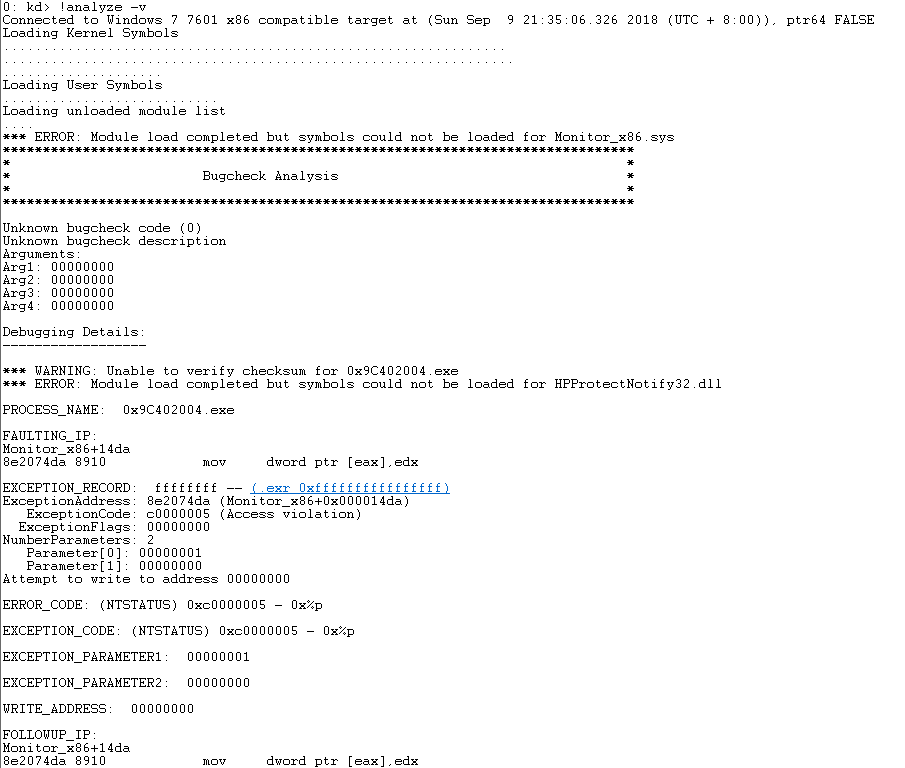 0: kd> !analyze -v
Connected to Windows 7 7601 x86 compatible target at (Sun Sep  9 21:35:06.326 2018 (UTC + 8:00)), ptr64 FALSE
Loading Kernel Symbols
...............................................................
................................................................
....................
Loading User Symbols
...........................
Loading unloaded module list
....
*** ERROR: Module load completed but symbols could not be loaded for Monitor_x86.sys
*******************************************************************************
*                                                                             *
*                        Bugcheck Analysis                                    *
*                                                                             *
*******************************************************************************
Unknown bugcheck code (0)
Unknown bugcheck description
Arguments:
Arg1: 00000000
Arg2: 00000000
Arg3: 00000000
Arg4: 00000000
Debugging Details:
------------------
*** WARNING: Unable to verify checksum for 0x9C402004.exe
*** ERROR: Module load completed but symbols could not be loaded for HPProtectNotify32.dll
PROCESS_NAME:  0x9C402004.exe
FAULTING_IP:
Monitor_x86+14da
8e2074da 8910            mov     dword ptr [eax],edx
EXCEPTION_RECORD:  ffffffff -- (.exr 0xffffffffffffffff)
ExceptionAddress: 8e2074da (Monitor_x86+0x000014da)
   ExceptionCode: c0000005 (Access violation)
  ExceptionFlags: 00000000
NumberParameters: 2
   Parameter[0]: 00000001
   Parameter[1]: 00000000
Attempt to write to address 00000000
ERROR_CODE: (NTSTATUS) 0xc0000005 - 0x%p
EXCEPTION_CODE: (NTSTATUS) 0xc0000005 - 0x%p
EXCEPTION_PARAMETER1:  00000001
EXCEPTION_PARAMETER2:  00000000
WRITE_ADDRESS:  00000000
FOLLOWUP_IP:
Monitor_x86+14da
8e2074da 8910            mov     dword ptr [eax],edx